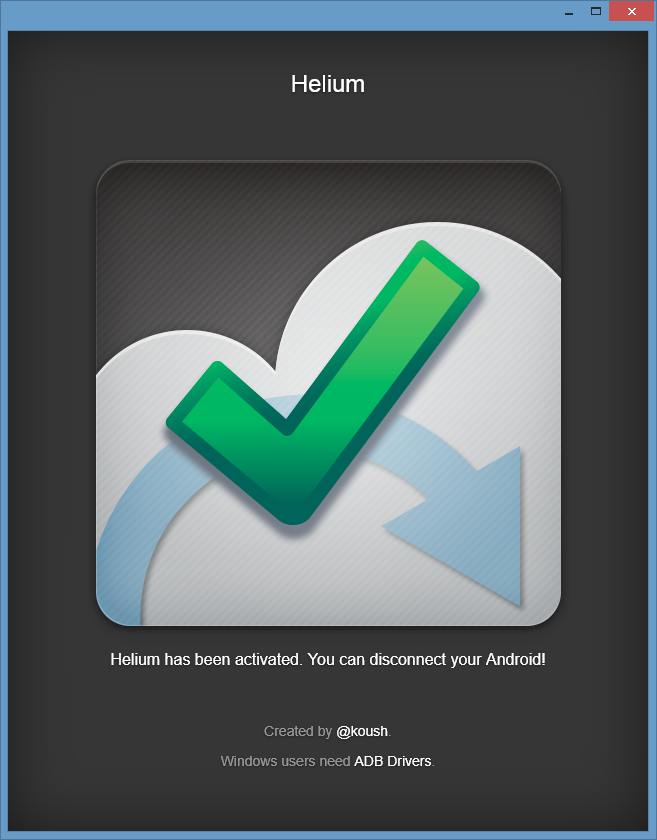 Helium
Helium has been activated. You can disconnect your Android!
Created by @koush.
Windows users need ADB Drivers.